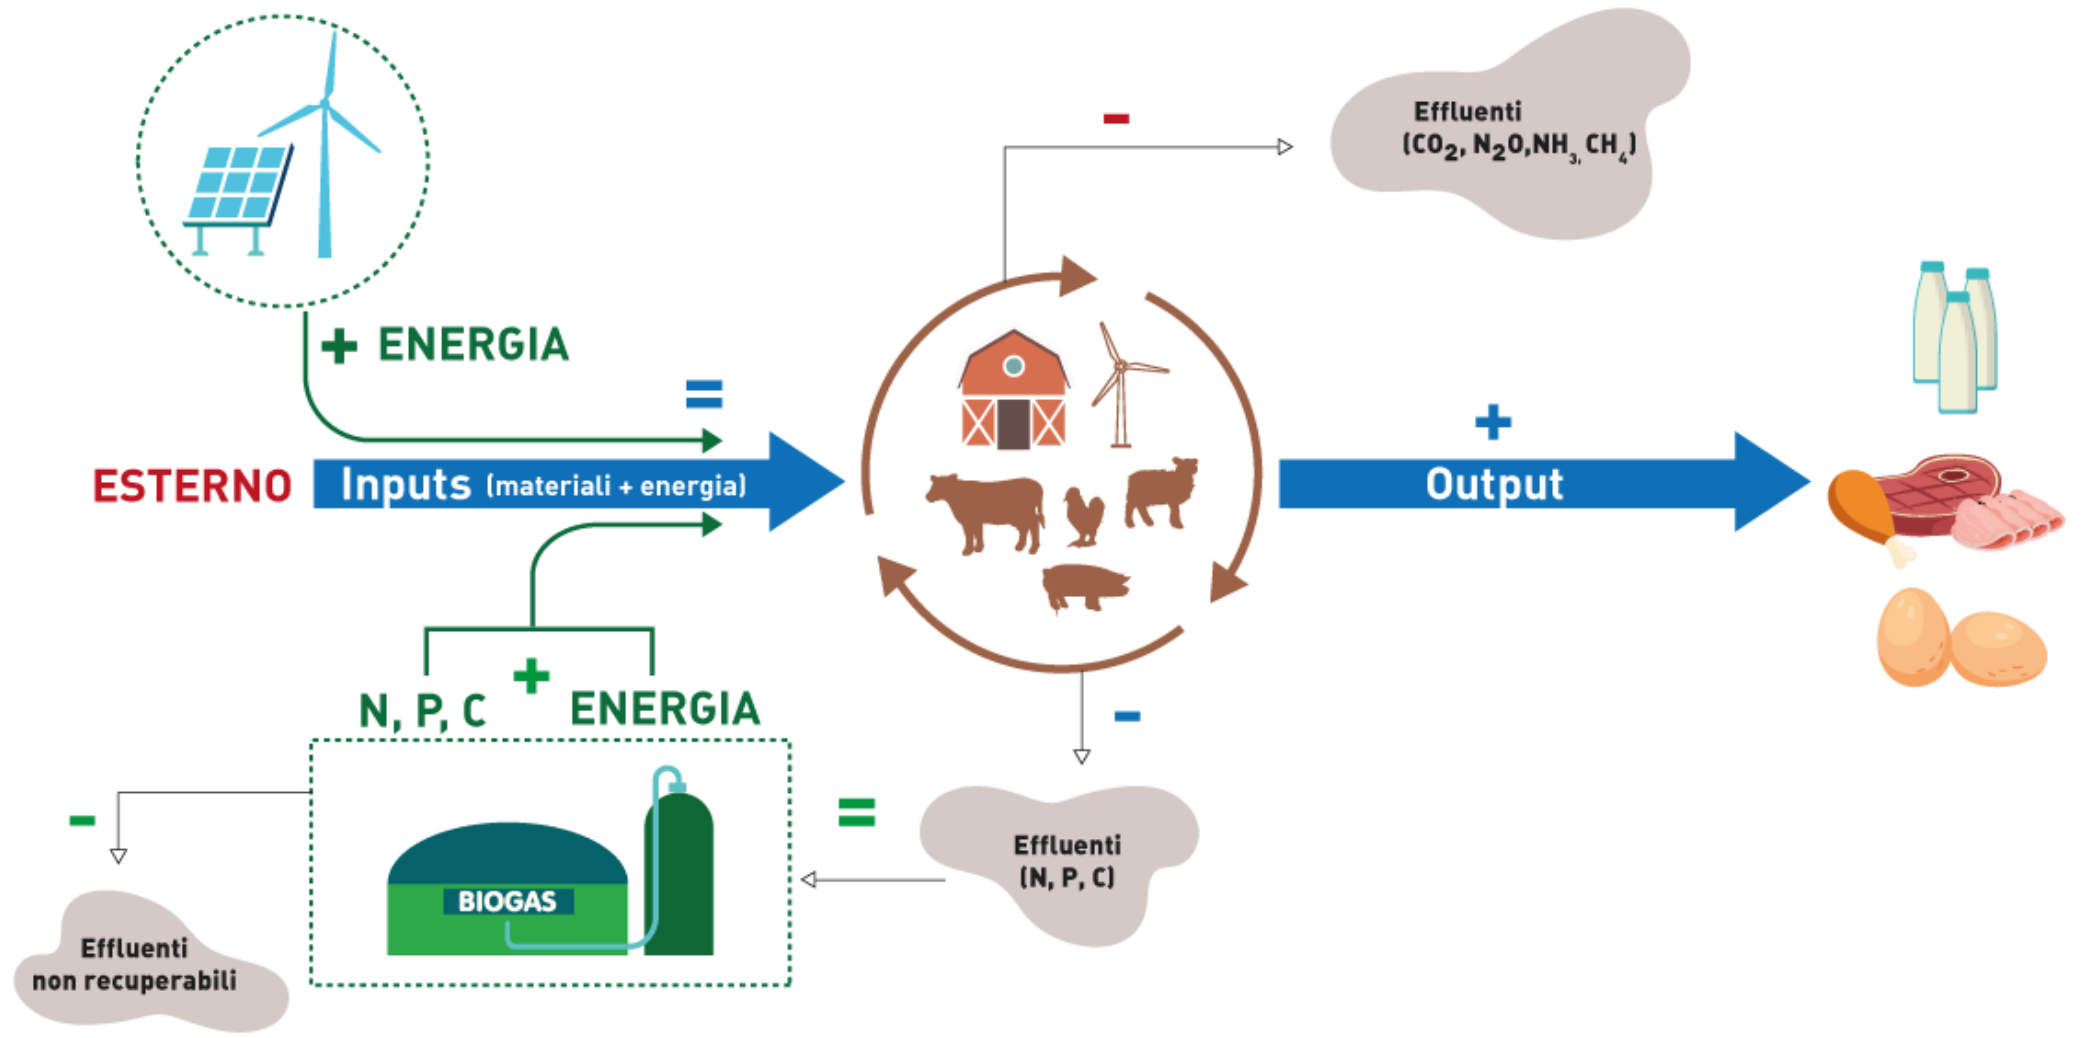 Effluenti
(CO₂, N₂O,NH₃, CH₄)
-
+ ENERGIA
=
ESTERNO
Inputs (materiali + energia)
+
Output
+
N, P, C
ENERGIA
-
-
=
BIOGAS
Effluenti
(N, P, C)
Effluenti
non recuperabili